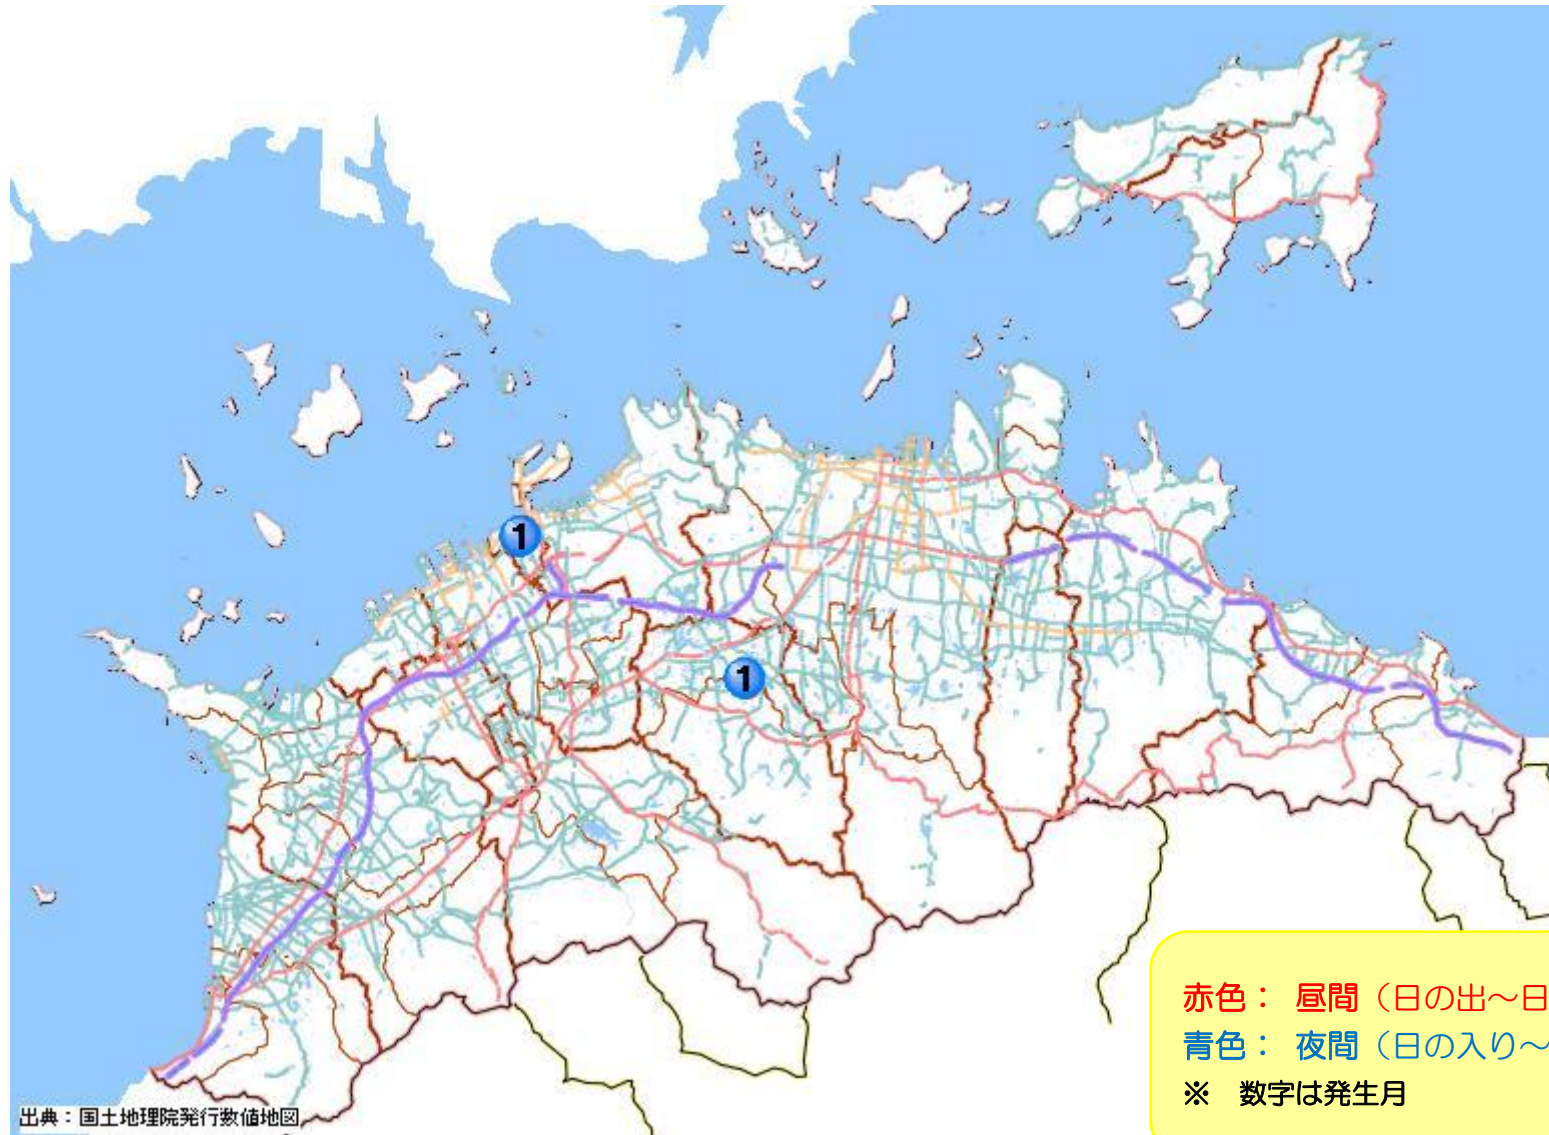 1
1
赤色： 昼間（日の出～日
青色： 夜間（日の入り～
※ 数字は発生月
出典：国土地理院発行数値地図